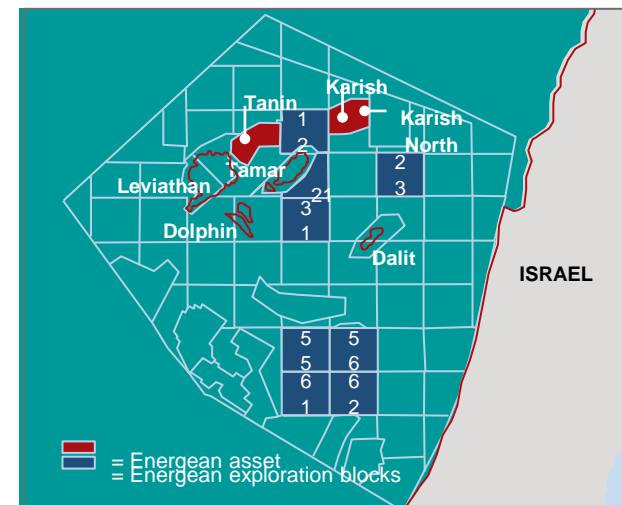 Karish
Tanin
Karish
North
1
2
Tamar
2
3
Leviathan
21
3
1
Dolphin
Dalit
ISRAEL
5
5
5
6
6
6
1
2
= Energean asset
= Energean exploration blocks